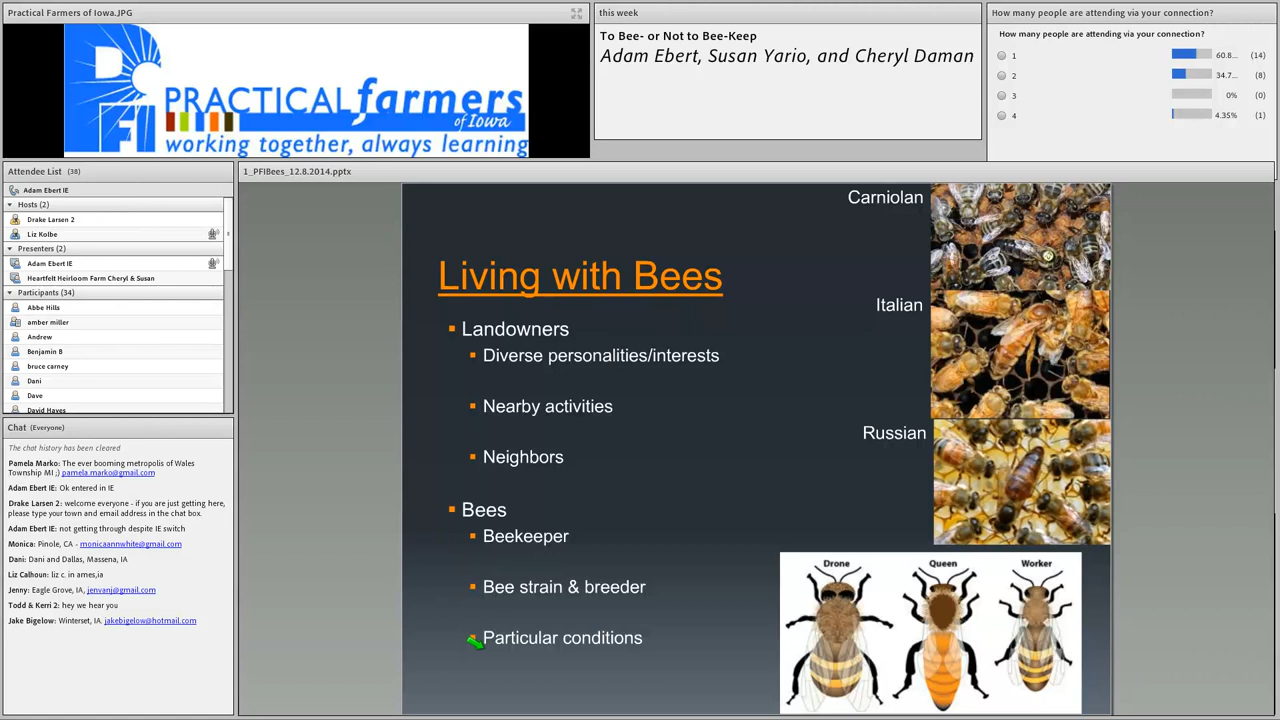 Practical Farmers of Iowa.JPG
PRACTICAL farmers
of Iowa
working together, always learning
this week
To Bee- or Not to Bee-Keep
Adam Ebert, Susan Yario, and Cheryl Daman
How many people are attending via your connection?
How many people are attending via your connection?
1 60.8... (14)
2 34.7... (8)
3 0% (0)
4 4.35% (1)
Attendee List (38)
Adam Ebert IE
Hosts (2)
Drake Larsen 2
Liz Kolbe
Presenters (2)
Adam Ebert IE
Heartfelt Heirloom Farm Cheryl & Susan
Participants (34)
Abbe Hills
amber miller
Andrew
Benjamin B
bruce carney
Dani
Dave
David Hayes
Chat (Everyone)
The chat history has been cleared
Pamela Marko: The ever booming metropolis of Wales
Township MI ;) pamela.marko@gmail.com
Adam Ebert IE: Ok entered in IE
Drake Larsen 2: welcome everyone - if you are just getting here,
please type your town and email address in the chat box.
Adam Ebert IE: not getting through despite IE switch
Monica: Pinole, CA - monicaannwhite@gmail.com
Dani: Dani and Dallas, Massena, IA
Liz Calhoun: liz c. in ames,ia
Jenny: Eagle Grove, IA, jenvanj@gmail.com
Todd & Kerri 2: hey we hear you
Jake Bigelow: Winterset, IA. jakebigelow@hotmail.com
1_PFIBees_12.8.2014.pptx
Living with Bees
Landowners
Diverse personalities/interests
Nearby activities
Neighbors
Bees
Beekeeper
Bee strain & breeder
Particular conditions
Carniolan
Italian
Russian
Drone Queen Worker